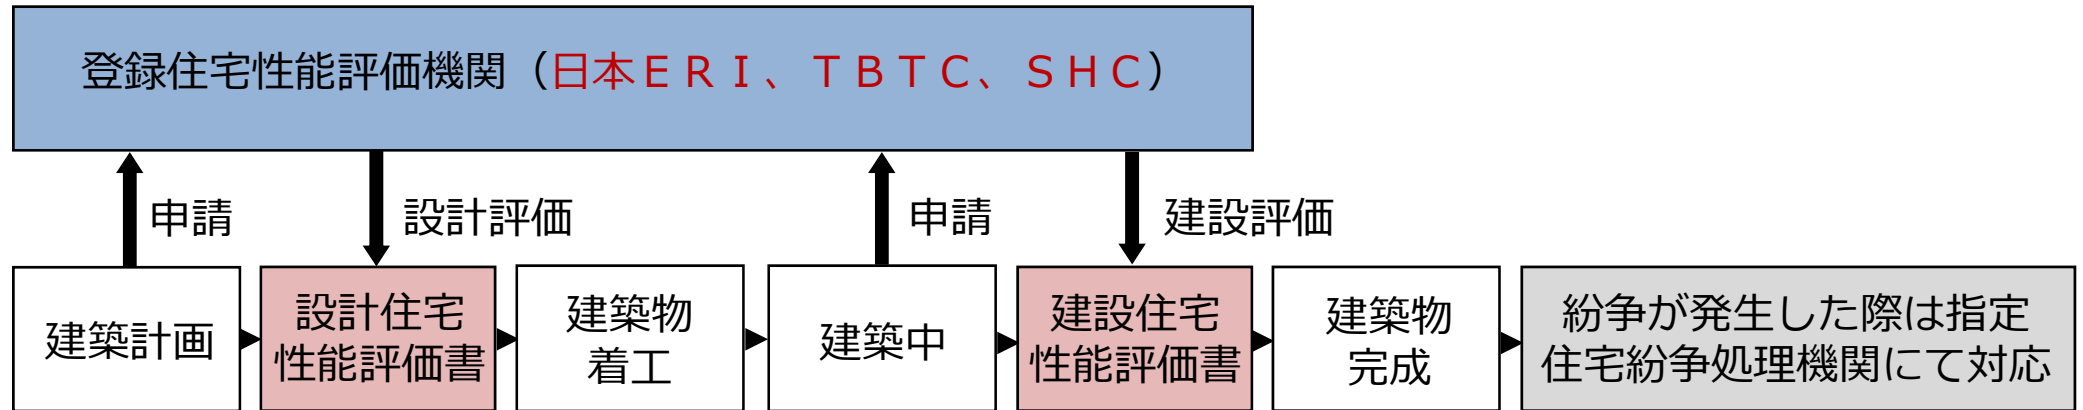 登録住宅性能評価機関（日本ＥＲＩ、ＴＢＴＣ、ＳＨＣ）
申請
設計評価
申請
建設評価
建築計画
設計住宅
性能評価書
建築物
着工
建築中
建設住宅
性能評価書
建築物
完成
紛争が発生した際は指定
住宅紛争処理機関にて対応